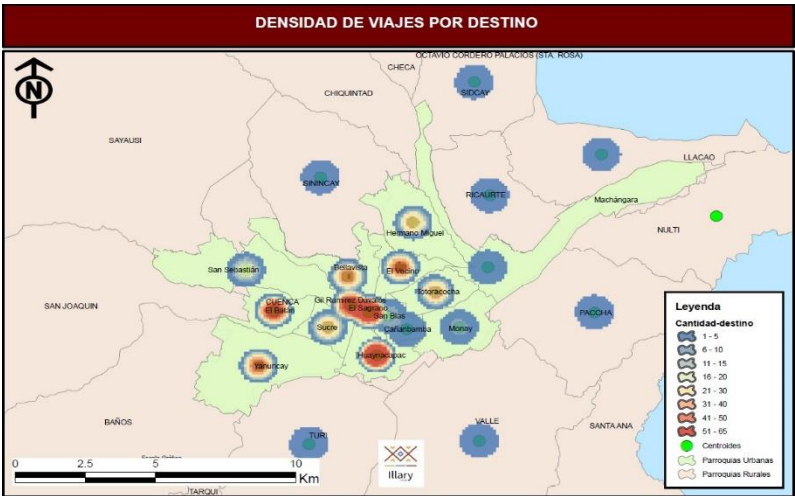 DENSIDAD DE VIAJES POR DESTINO
OCTAVIO CORDERO PALACIOS (STA. ROSA)
CHECA
SIDCAY
CHIQUINTAD
SAYAUSI
LLACAO
SININCAY
RICAURTE
Machángara
NULTI
Hermano Miguel
San Sebastián
Bellavista
El Vecino
Totoracocha
CUENCA
El Batán
Gil Ramírez Dávalos
El Sagrario
San Blas
SAN JOAQUIN
Sucre
Cañaribamba
Monay
PACCHA
Huaynacapac
Yanuncay
BAÑOS
TURI
VALLE
SANTA ANA
TARQUI
N
0 2.5 5 10
Km
Illary
Leyenda
Cantidad-destino
1 - 5
6 - 10
11 - 15
16 - 20
21 - 30
31 - 40
41 - 50
51 - 65
Centroides
Parroquias Urbanas
Parroquias Rurales